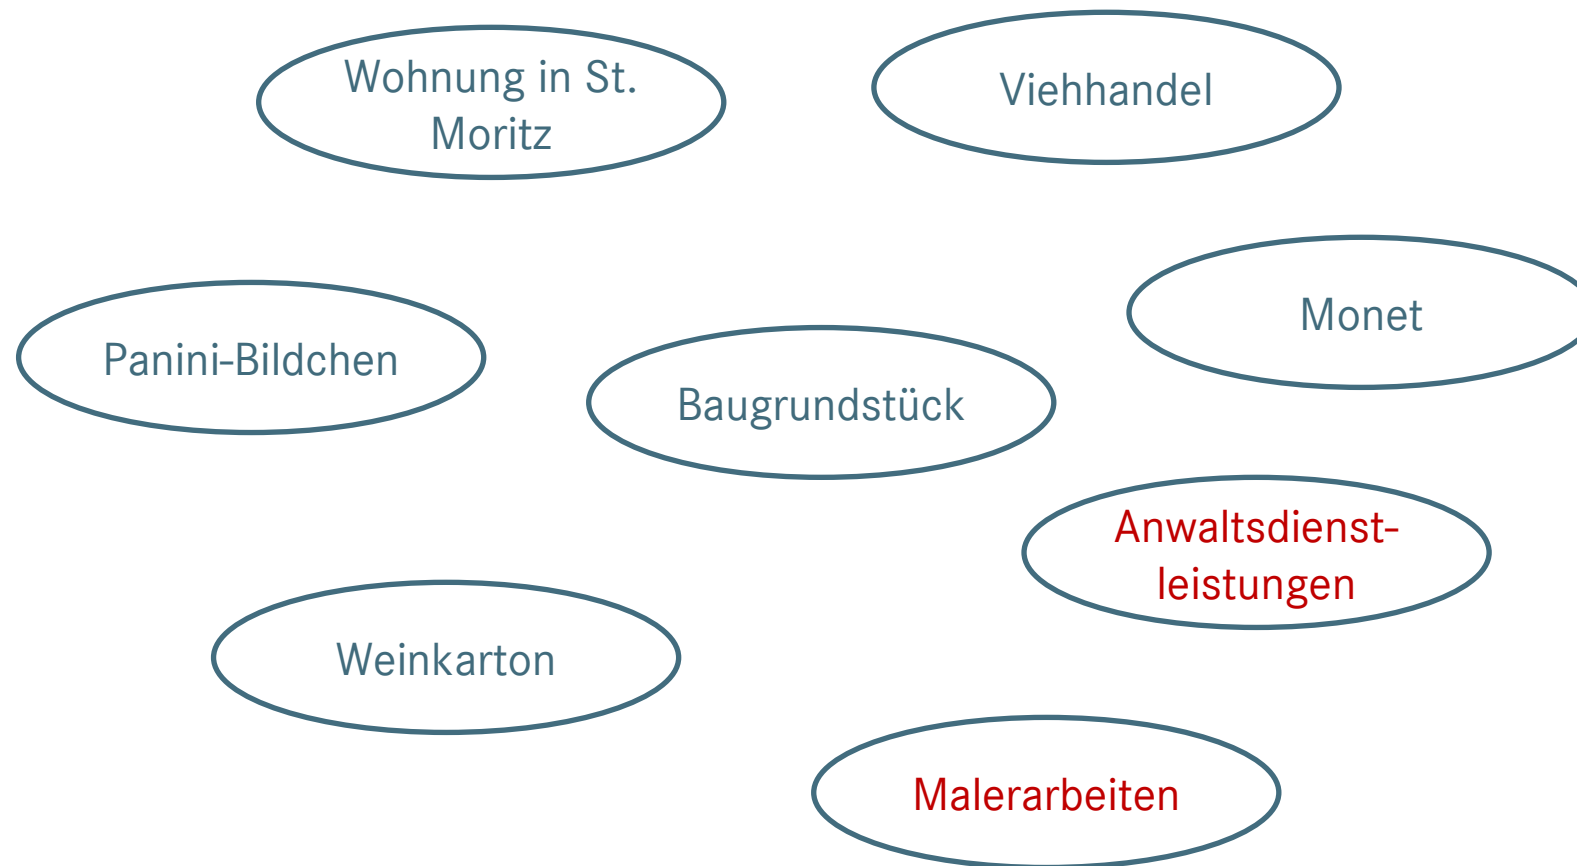 Wohnung in St.
Moritz
Viehhandel
Monet
Panini-Bildchen
Baugrundstück
Anwaltsdienst-
leistungen
Weinkarton
Malerarbeiten